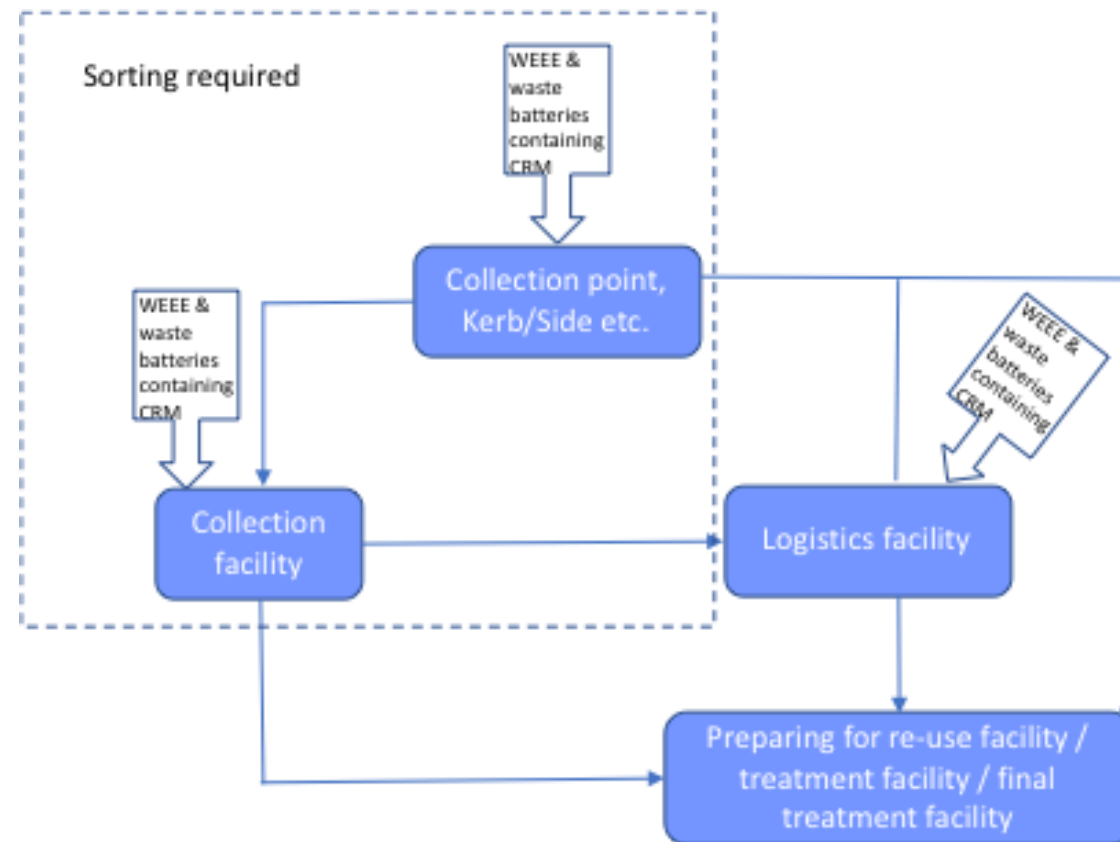 Sorting required
WEEE &
waste
batteries
containing
CRM
Collection point,
Kerb/Side etc.
WEEE &
waste
batteries
containing
CRM
WEEE &
waste
batteries
containing
CRM
Collection
facility
Logistics facility
Preparing for re-use facility /
treatment facility / final
treatment facility